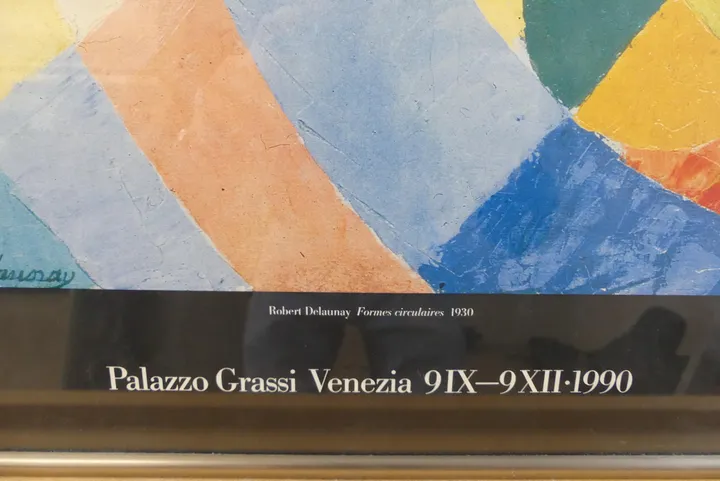 Robert Delaunay Formes circulaires 1930
Palazzo Grassi Venezia 9 IX—9 XII·1990